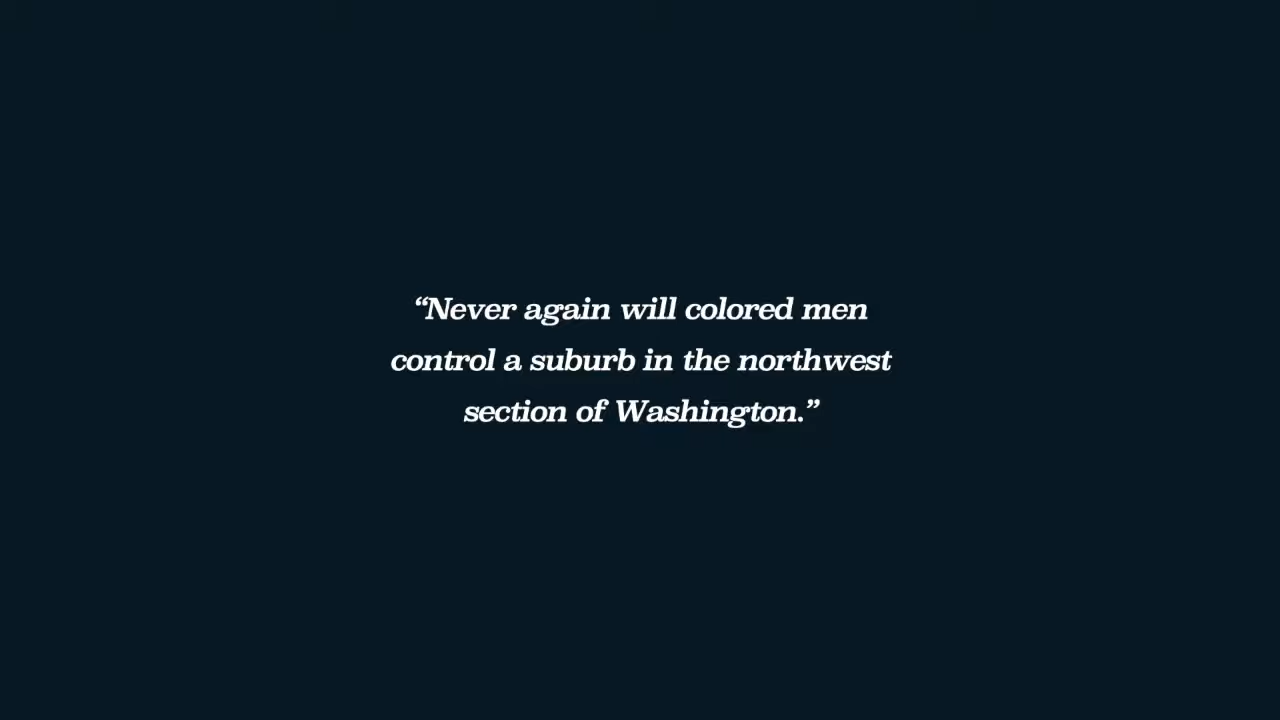 “Never again will colored men
control a suburb in the northwest
section of Washington.”